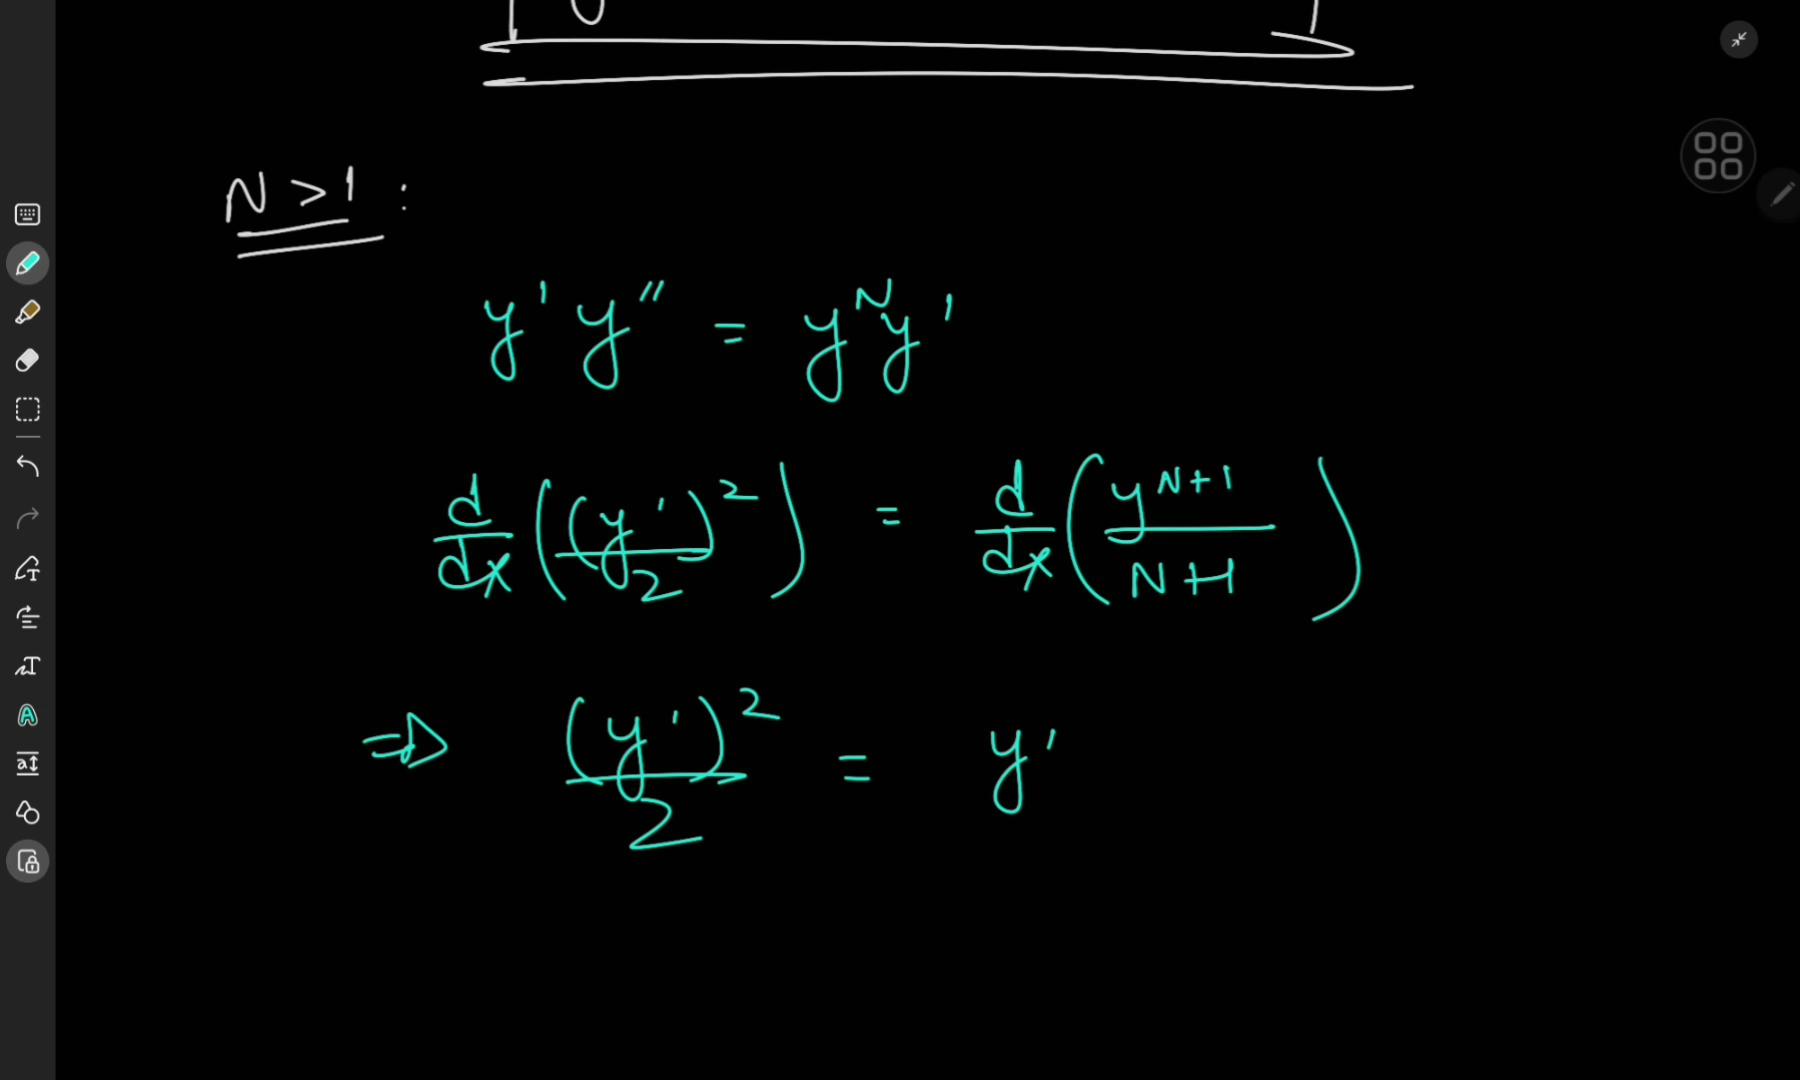 N > 1 :
y' y'' = y^N y'
d/dx ((y')^2/2) = d/dx (y^{N+1}/N+1)
⇒ (y')^2/2 = y'